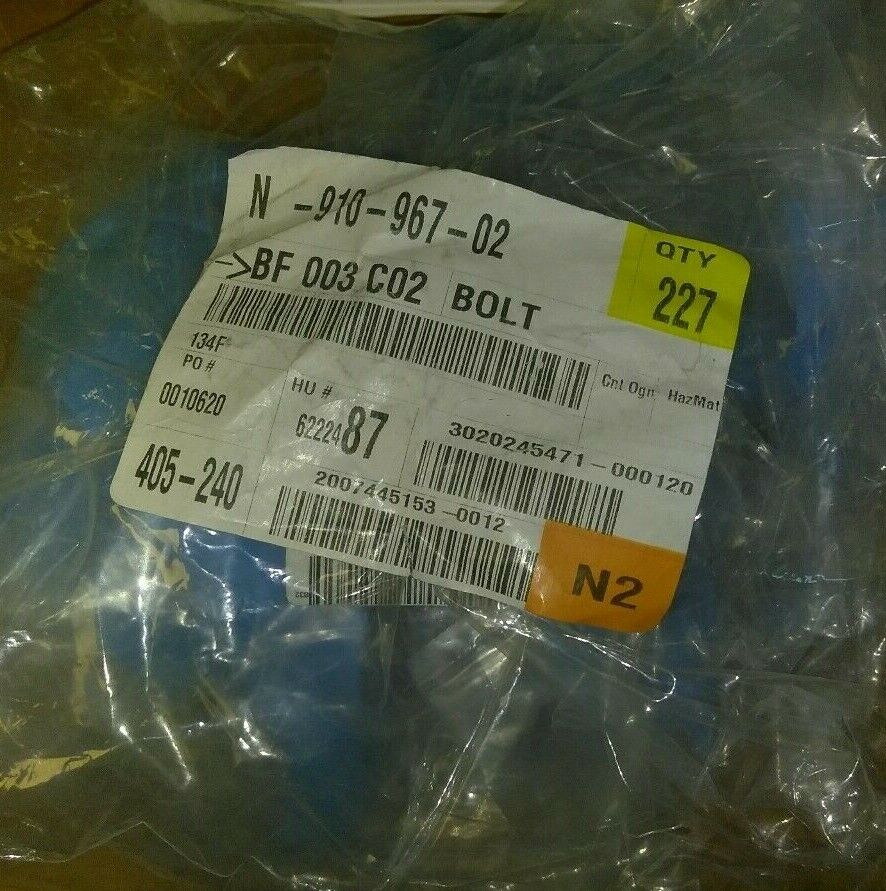 N -910-967-02
QTY
227
->BF 003 C02 BOLT
134F
PO #
0010620
HU #
6222487
Cnt Ogn
HazMat
3020245471-000120
405-240
2007445153-0012
N2